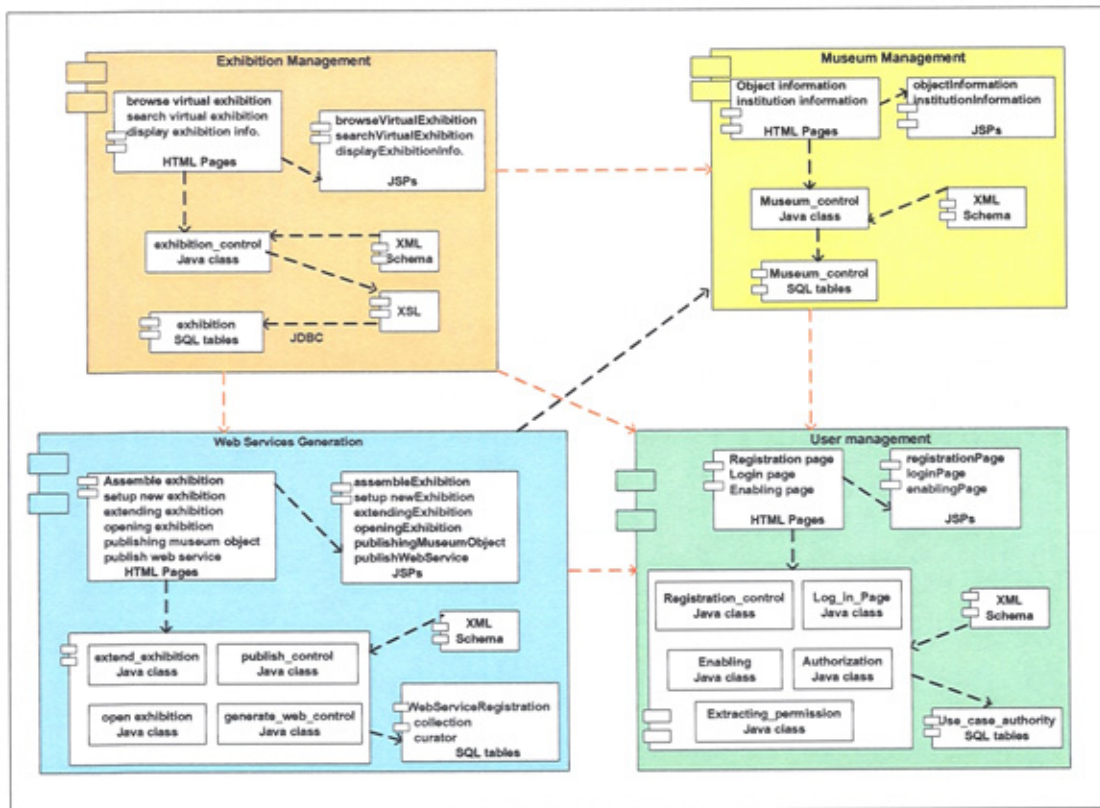 Exhibition Management
browse virtual exhibition
search virtual exhibition
display exhibition info.
HTML Pages
browseVirtualExhibition
searchVirtualExhibition
displayExhibitionInfo.
JSPs
exhibition_control
Java class
XML
Schema
XSL
exhibition
SQL tables
JDBC
Museum Management
Object information
institution information
HTML Pages
objectInformation
institutionInformation
JSPs
Museum_control
Java class
XML
Schema
Museum_control
SQL tables
Web Services Generation
Assemble exhibition
setup new exhibition
extending exhibition
opening exhibition
publishing museum object
publish web service
HTML Pages
assembleExhibition
setup newExhibition
extendingExhibition
openingExhibition
publishingMuseumObject
publishWebService
JSPs
XML
Schema
extend_exhibition
Java class
publish_control
Java class
open exhibition
Java class
generate_web_control
Java class
WebServiceRegistration
collection
curator
SQL tables
User management
Registration page
Login page
Enabling page
HTML Pages
registrationPage
loginPage
enablingPage
JSPs
Registration_control
Java class
Log_in_Page
Java class
XML
Schema
Enabling
Java class
Authorization
Java class
Extracting_permission
Java class
Use_case_authority
SQL tables